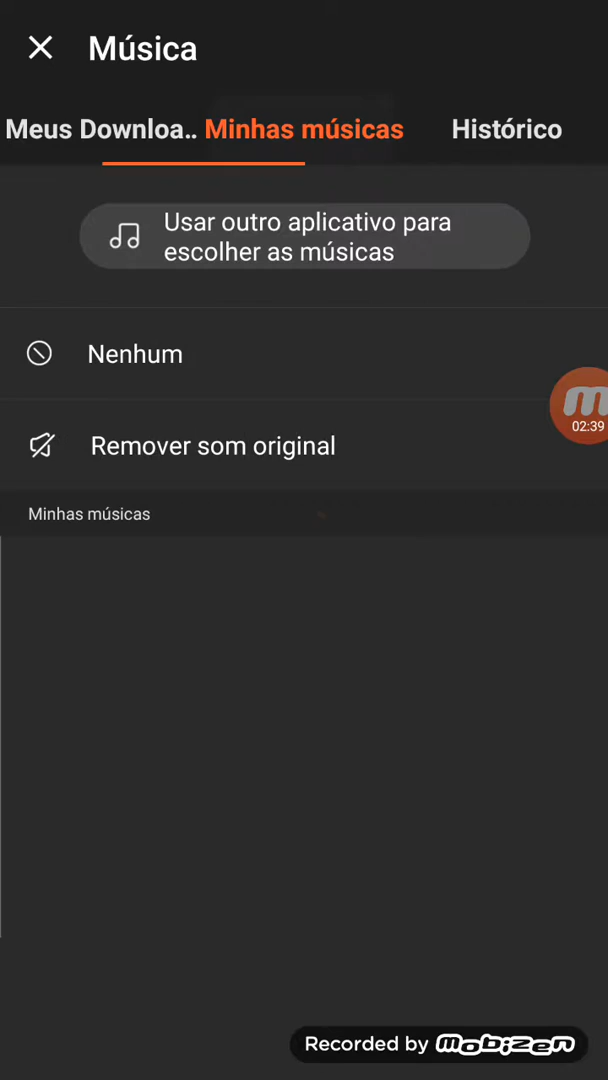 Música
Meus Downloa..
Minhas músicas
Histórico
Usar outro aplicativo para
escolher as músicas
Nenhum
02:39
Remover som original
Minhas músicas
Recorded by mobizen